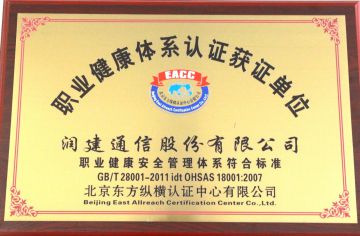 职业健康体系认证获证单位
EACC
润建通信股份有限公司
职业健康安全管理体系符合标准
GB/T 28001-2011 idt OHSAS 18001:2007
北京东方纵横认证中心有限公司
Beijing East Allreach Certification Center Co., Ltd.